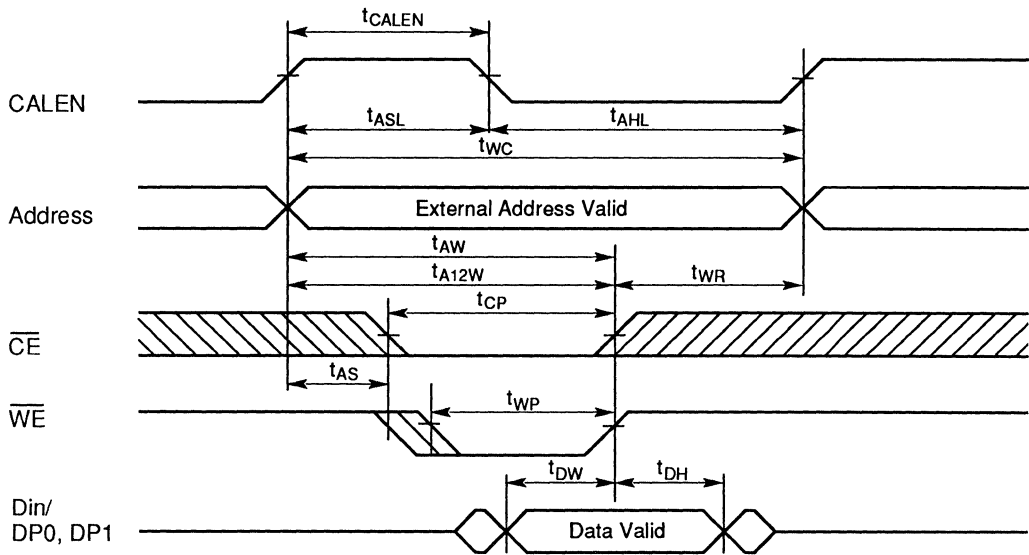 tCALEN
CALEN
tASL
tAHL
tWC
Address
External Address Valid
tAW
tA12W
tWR
tCP
CE
tAS
WE
tWP
tDW
tDH
Din/
DP0, DP1
Data Valid